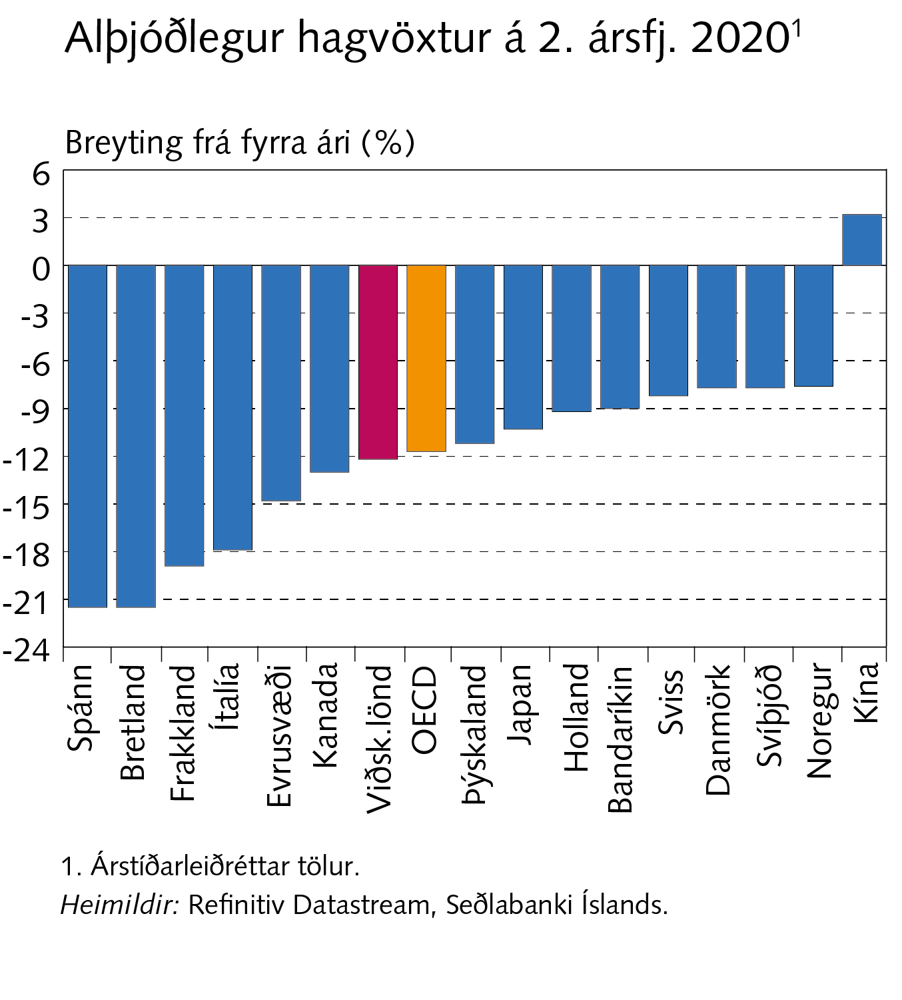 Alþjóðlegur hagvöxtur á 2. ársfj. 2020¹
Breyting frá fyrra ári (%)
6
3
0
-3
-6
-9
-12
-15
-18
-21
-24
Spánn
Bretland
Frakkland
Ítalía
Evrusvæði
Kanada
Viðsk.lönd
OECD
Þýskaland
Japan
Holland
Bandaríkin
Sviss
Danmörk
Svíþjóð
Noregur
Kína
1. Árstíðarleiðréttar tölur.
Heimildir: Refinitiv Datastream, Seðlabanki Íslands.